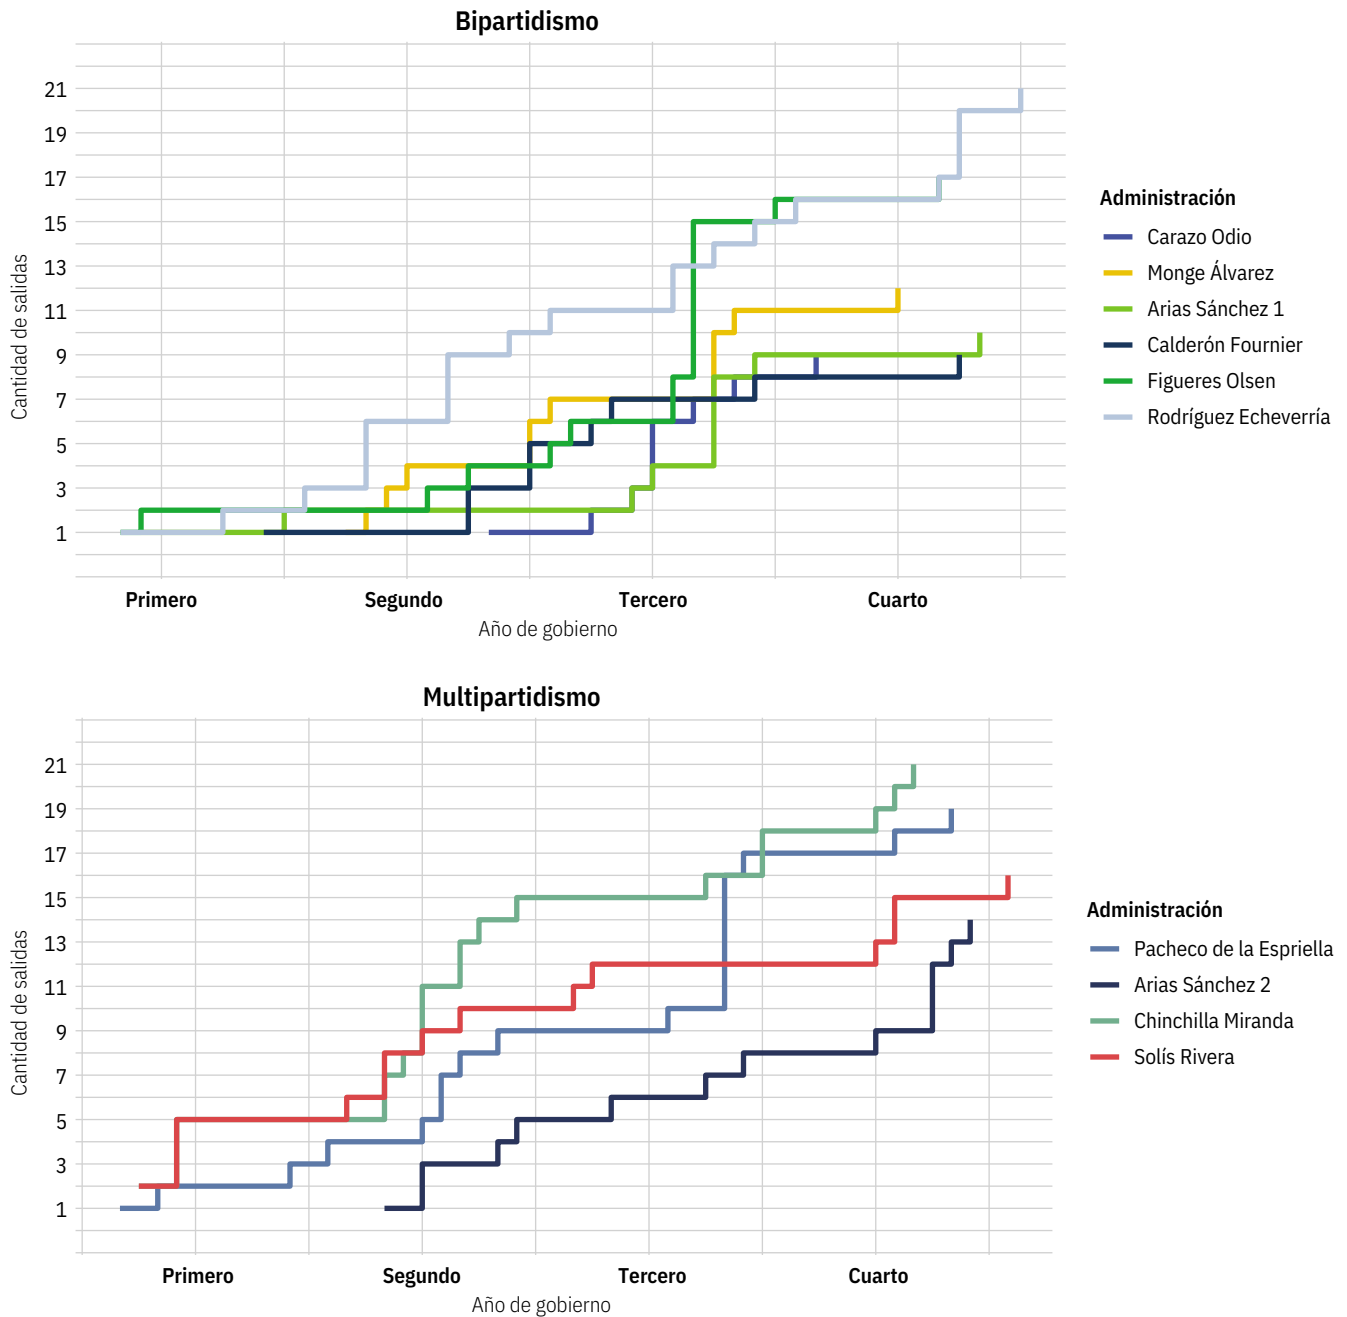 Bipartidismo
21
19
17
15
13
11
9
7
5
3
1
Cantidad de salidas
Primero Segundo Tercero Cuarto
Año de gobierno
Administración
Carazo Odio
Monge Álvarez
Arias Sánchez 1
Calderón Fournier
Figueres Olsen
Rodríguez Echeverría
Multipartidismo
21
19
17
15
13
11
9
7
5
3
1
Cantidad de salidas
Primero Segundo Tercero Cuarto
Año de gobierno
Administración
Pacheco de la Espriella
Arias Sánchez 2
Chinchilla Miranda
Solís Rivera